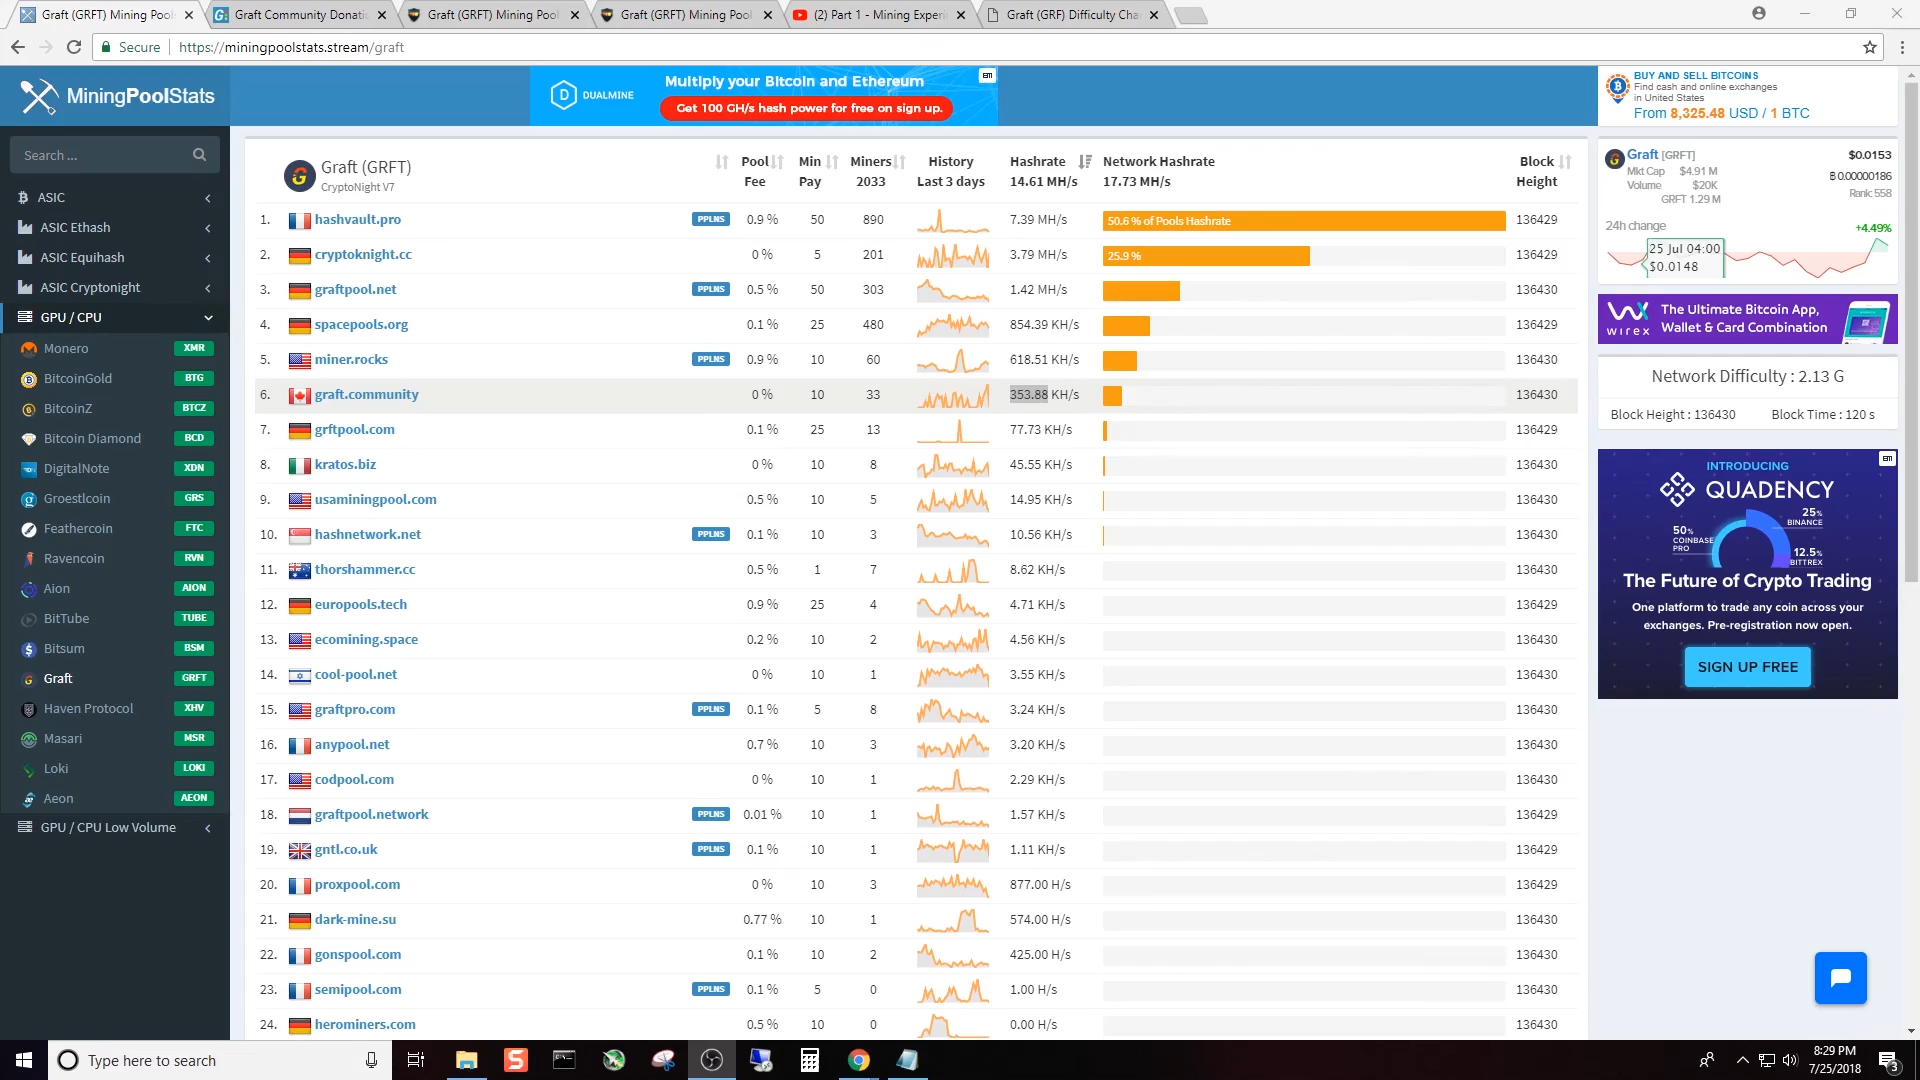 Graft (GRFT) Mining Pools
Graft Community Donati
Graft (GRFT) Mining Pool
Graft (GRFT) Mining Pool
(2) Part 1 - Mining Experi
Graft (GRF) Difficulty Cha
Secure https://miningpoolstats.stream/graft
MiningPoolStats
DUALMINE
Multiply your Bitcoin and Ethereum
Get 100 GH/s hash power for free on sign up.
BUY AND SELL BITCOINS
Find cash and online exchanges
in United States
From 8,325.48 USD / 1 BTC
Search ...
ASIC
ASIC Ethash
ASIC Equihash
ASIC Cryptonight
GPU / CPU
Monero XMR
BitcoinGold BTG
BitcoinZ BTCZ
Bitcoin Diamond BCD
DigitalNote XDN
Groestlcoin GRS
Feathercoin FTC
Ravencoin RVN
Aion AION
BitTube TUBE
Bitsum BSM
Graft GRFT
Haven Protocol XHV
Masari MSR
Loki LOKI
Aeon AEON
GPU / CPU Low Volume
Graft (GRFT)
CryptoNight V7
Pool Fee
Min Pay
Miners 2033
History Last 3 days
Hashrate 14.61 MH/s
Network Hashrate 17.73 MH/s
Block Height
1. hashvault.pro PPLNS 0.9 % 50 890 7.39 MH/s 50.6 % of Pools Hashrate 136429
2. cryptoknight.cc 0 % 5 201 3.79 MH/s 25.9 % 136429
3. graftpool.net PPLNS 0.5 % 50 303 1.42 MH/s 136430
4. spacepools.org 0.1 % 25 480 854.39 KH/s 136429
5. miner.rocks PPLNS 0.9 % 10 60 618.51 KH/s 136430
6. graft.community 0 % 10 33 353.88 KH/s 136430
7. grftpool.com 0.1 % 25 13 77.73 KH/s 136429
8. kratos.biz 0 % 10 8 45.55 KH/s 136430
9. usaminingpool.com 0.5 % 10 5 14.95 KH/s 136430
10. hashnetwork.net PPLNS 0.1 % 10 3 10.56 KH/s 136430
11. thorshammer.cc 0.5 % 1 7 8.62 KH/s 136430
12. europools.tech 0.9 % 25 4 4.71 KH/s 136429
13. ecomining.space 0.2 % 10 2 4.56 KH/s 136430
14. cool-pool.net 0 % 10 1 3.55 KH/s 136430
15. graftpro.com PPLNS 0.1 % 5 8 3.24 KH/s 136430
16. anypool.net 0.7 % 10 3 3.20 KH/s 136430
17. codpool.com 0 % 10 1 2.29 KH/s 136430
18. graftpool.network PPLNS 0.01 % 10 1 1.57 KH/s 136430
19. gntl.co.uk PPLNS 0.1 % 10 1 1.11 KH/s 136430
20. proxpool.com 0 % 10 3 877.00 H/s 136429
21. dark-mine.su 0.77 % 10 1 574.00 H/s 136430
22. gonspool.com 0.1 % 10 2 425.00 H/s 136430
23. semipool.com PPLNS 0.1 % 5 0 1.00 H/s 136430
24. herominers.com 0.5 % 10 0 0.00 H/s 136430
Graft [GRFT] $0.0153
Mkt Cap $4.91 M ฿0.00000186
Volume $20K Rank 558
GRFT 1.29 M
24h change +4.49%
25 Jul 04:00
$0.0148
wirex
The Ultimate Bitcoin App,
Wallet & Card Combination
Network Difficulty : 2.13 G
Block Height : 136430 Block Time : 120 s
INTRODUCING
QUADENCY
25%
BINANCE
50%
COINBASE
PRO
12.5%
BITTREX
The Future of Crypto Trading
One platform to trade any coin across your
exchanges. Pre-registration now open.
SIGN UP FREE
Type here to search
8:29 PM
7/25/2018
3